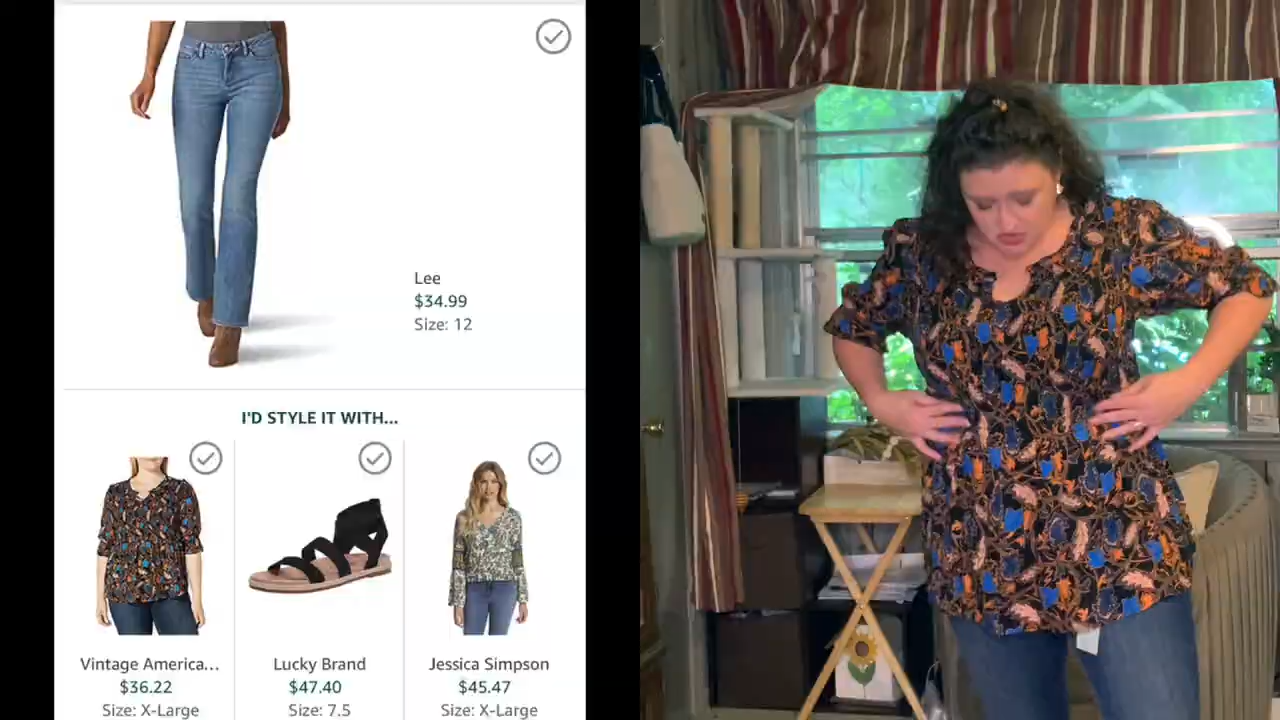 Lee
$34.99
Size: 12
I'D STYLE IT WITH...
Vintage America...
$36.22
Size: X-Large
Lucky Brand
$47.40
Size: 7.5
Jessica Simpson
$45.47
Size: X-Large